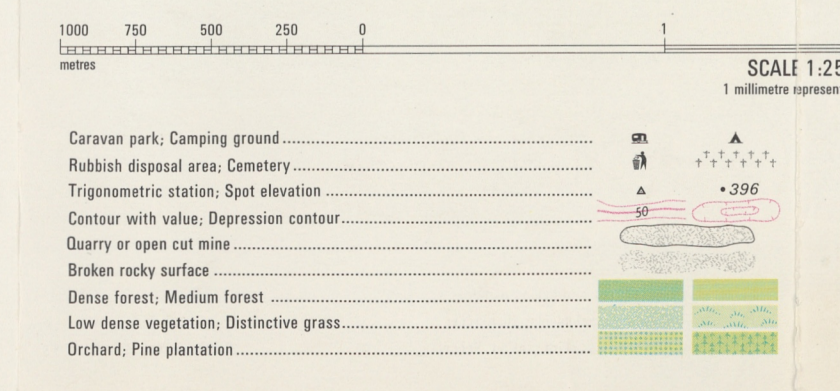 1000 750 500 250 0 1
metres
SCALE 1:25
1 millimetre represen
Caravan park; Camping ground
Rubbish disposal area; Cemetery
Trigonometric station; Spot elevation •396
Contour with value; Depression contour 50
Quarry or open cut mine
Broken rocky surface
Dense forest; Medium forest
Low dense vegetation; Distinctive grass
Orchard; Pine plantation